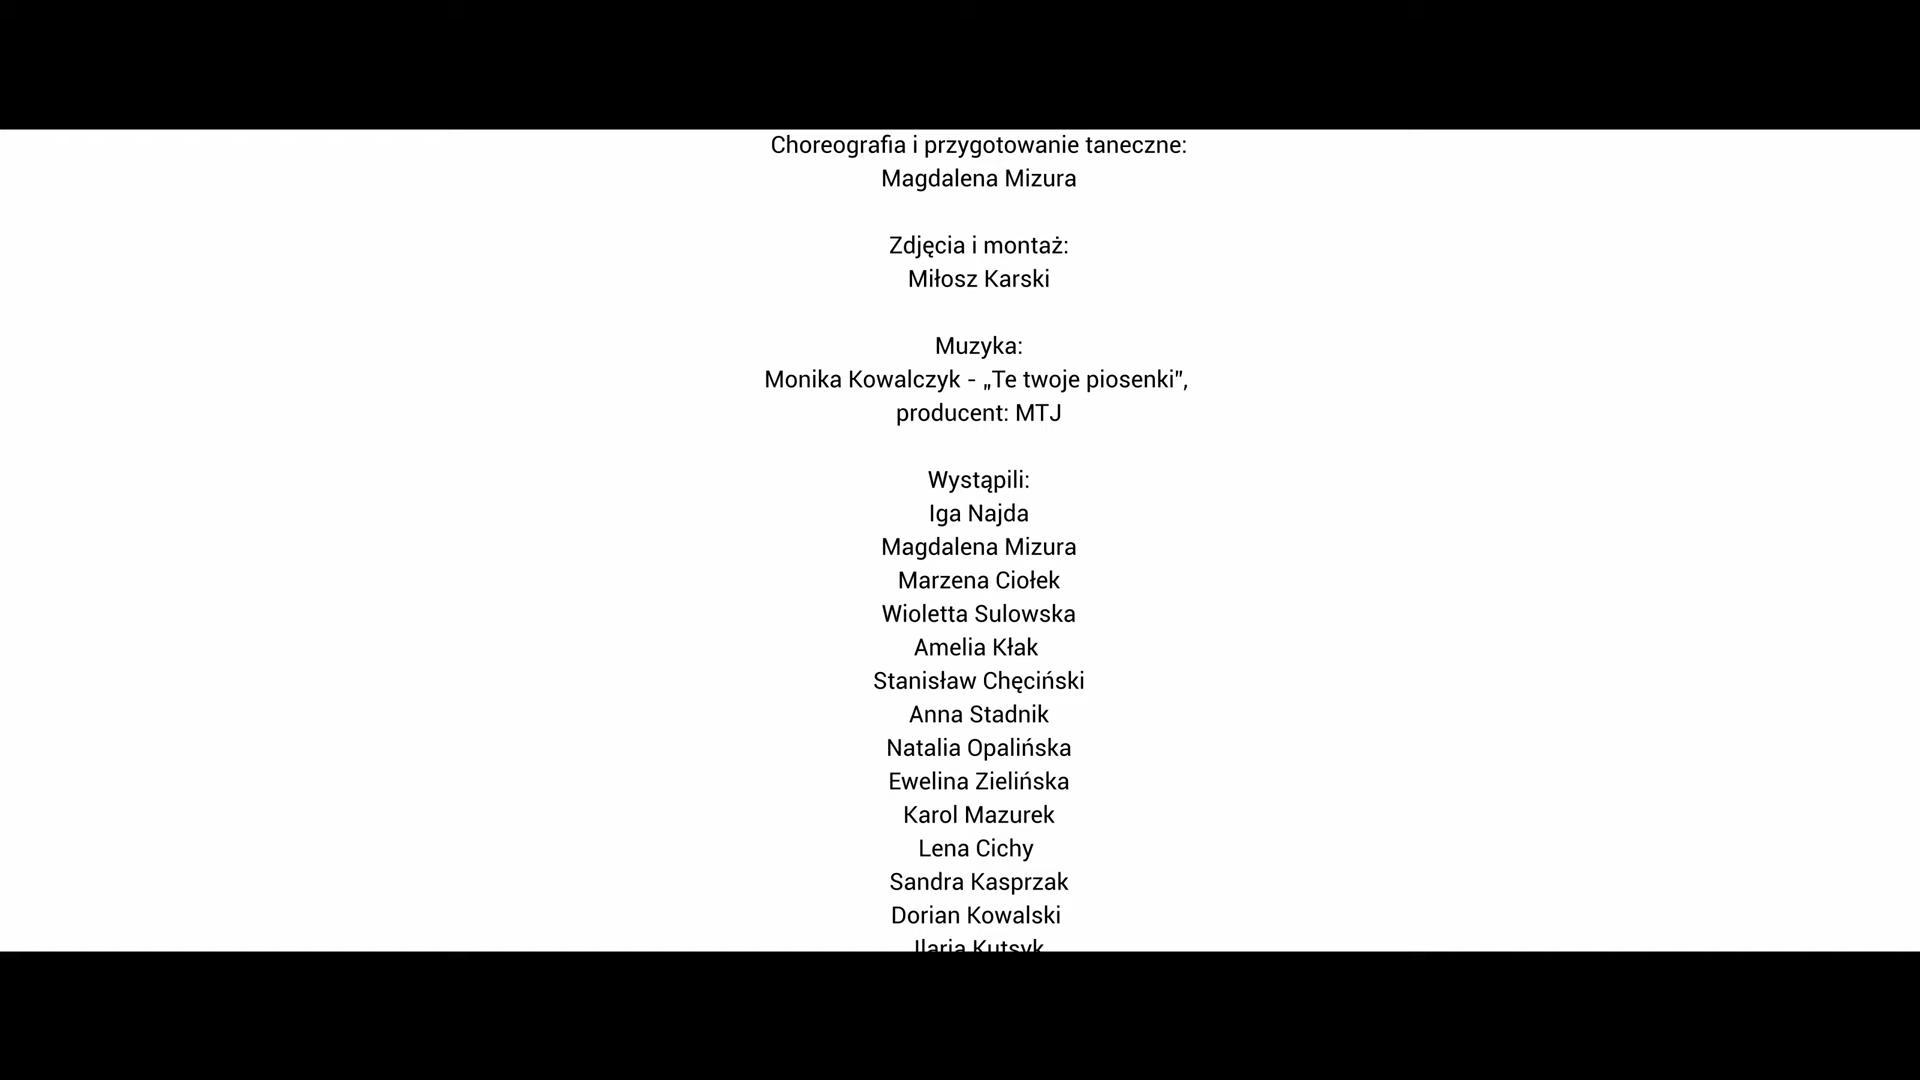 Choreografia i przygotowanie taneczne:
Magdalena Mizura
Zdjęcia i montaż:
Miłosz Karski
Muzyka:
Monika Kowalczyk - „Te twoje piosenki",
producent: MTJ
Wystąpili:
Iga Najda
Magdalena Mizura
Marzena Ciołek
Wioletta Sulowska
Amelia Kłak
Stanisław Chęciński
Anna Stadnik
Natalia Opalińska
Ewelina Zielińska
Karol Mazurek
Lena Cichy
Sandra Kasprzak
Dorian Kowalski
Ilaria Kutsyk